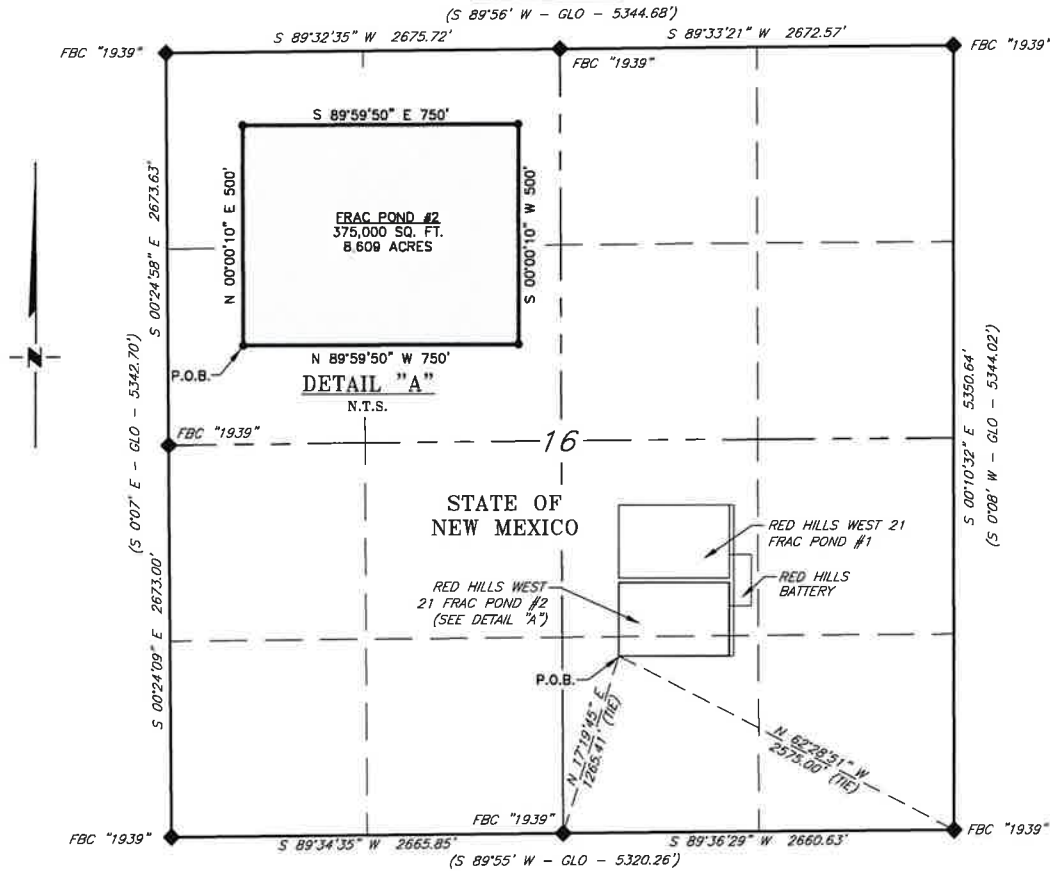 (S 89°56' W - GLO - 5344.68')
S 89°32'35" W 2675.72'
S 89°33'21" W 2672.57'
FBC "1939"
FBC "1939"
FBC "1939"
S 89°59'50" E 750'
N 00°00'10" E 500'
FRAC POND #2
375,000 SQ. FT.
8.609 ACRES
S 00°00'10" W 500'
N 89°59'50" W 750'
P.O.B.
DETAIL "A"
N.T.S.
S 00°24'58" E 2673.63'
(S 0°07' E - GLO - 5342.70')
N
FBC "1939"
16
STATE OF
NEW MEXICO
S 00°10'32" E 5350.64'
(S 0°08' W - GLO - 5344.02')
RED HILLS WEST 21
FRAC POND #1
RED HILLS
BATTERY
RED HILLS WEST
21 FRAC POND #2
(SEE DETAIL "A")
P.O.B.
S 00°24'09" E 2673.00'
N 17°19'45" E
1265.41' (TIE)
N 62°28'51" W
2575.00' (TIE)
FBC "1939"
FBC "1939"
FBC "1939"
S 89°34'35" W 2665.85'
S 89°36'29" W 2660.63'
(S 89°55' W - GLO - 5320.26')